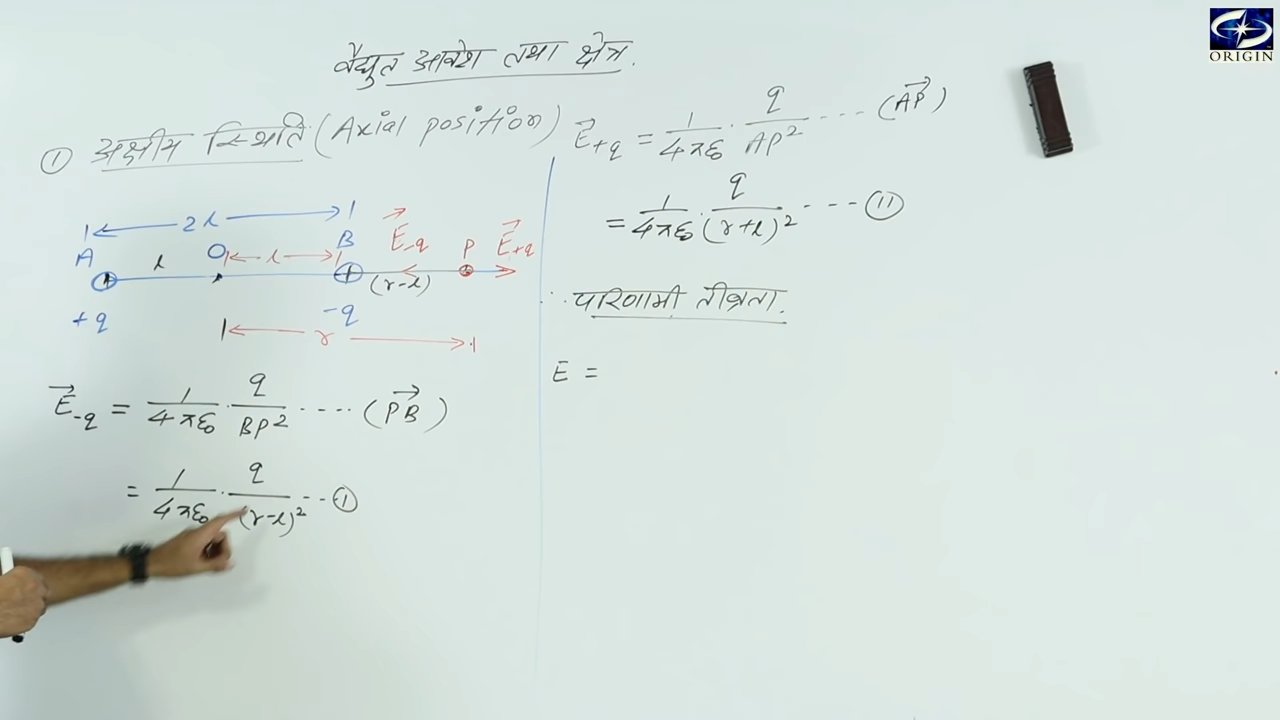 वैद्युत आवेश तथा क्षेत्र.
ORIGIN
① अक्षीय स्थिति (Axial position)
2l
A O B P
l l (r-l)
E⃗-q E⃗+q
+q -q
r
E⃗-q = 1/4πε₀ · q/BP² ---- (PB⃗)
= 1/4πε₀ · q/(r-l)² --- ①
E⃗+q = 1/4πε₀ · q/AP² --- (AP⃗)
= 1/4πε₀ · q/(r+l)² ---- ⑪
∴ परिणामी तीव्रता.
E =